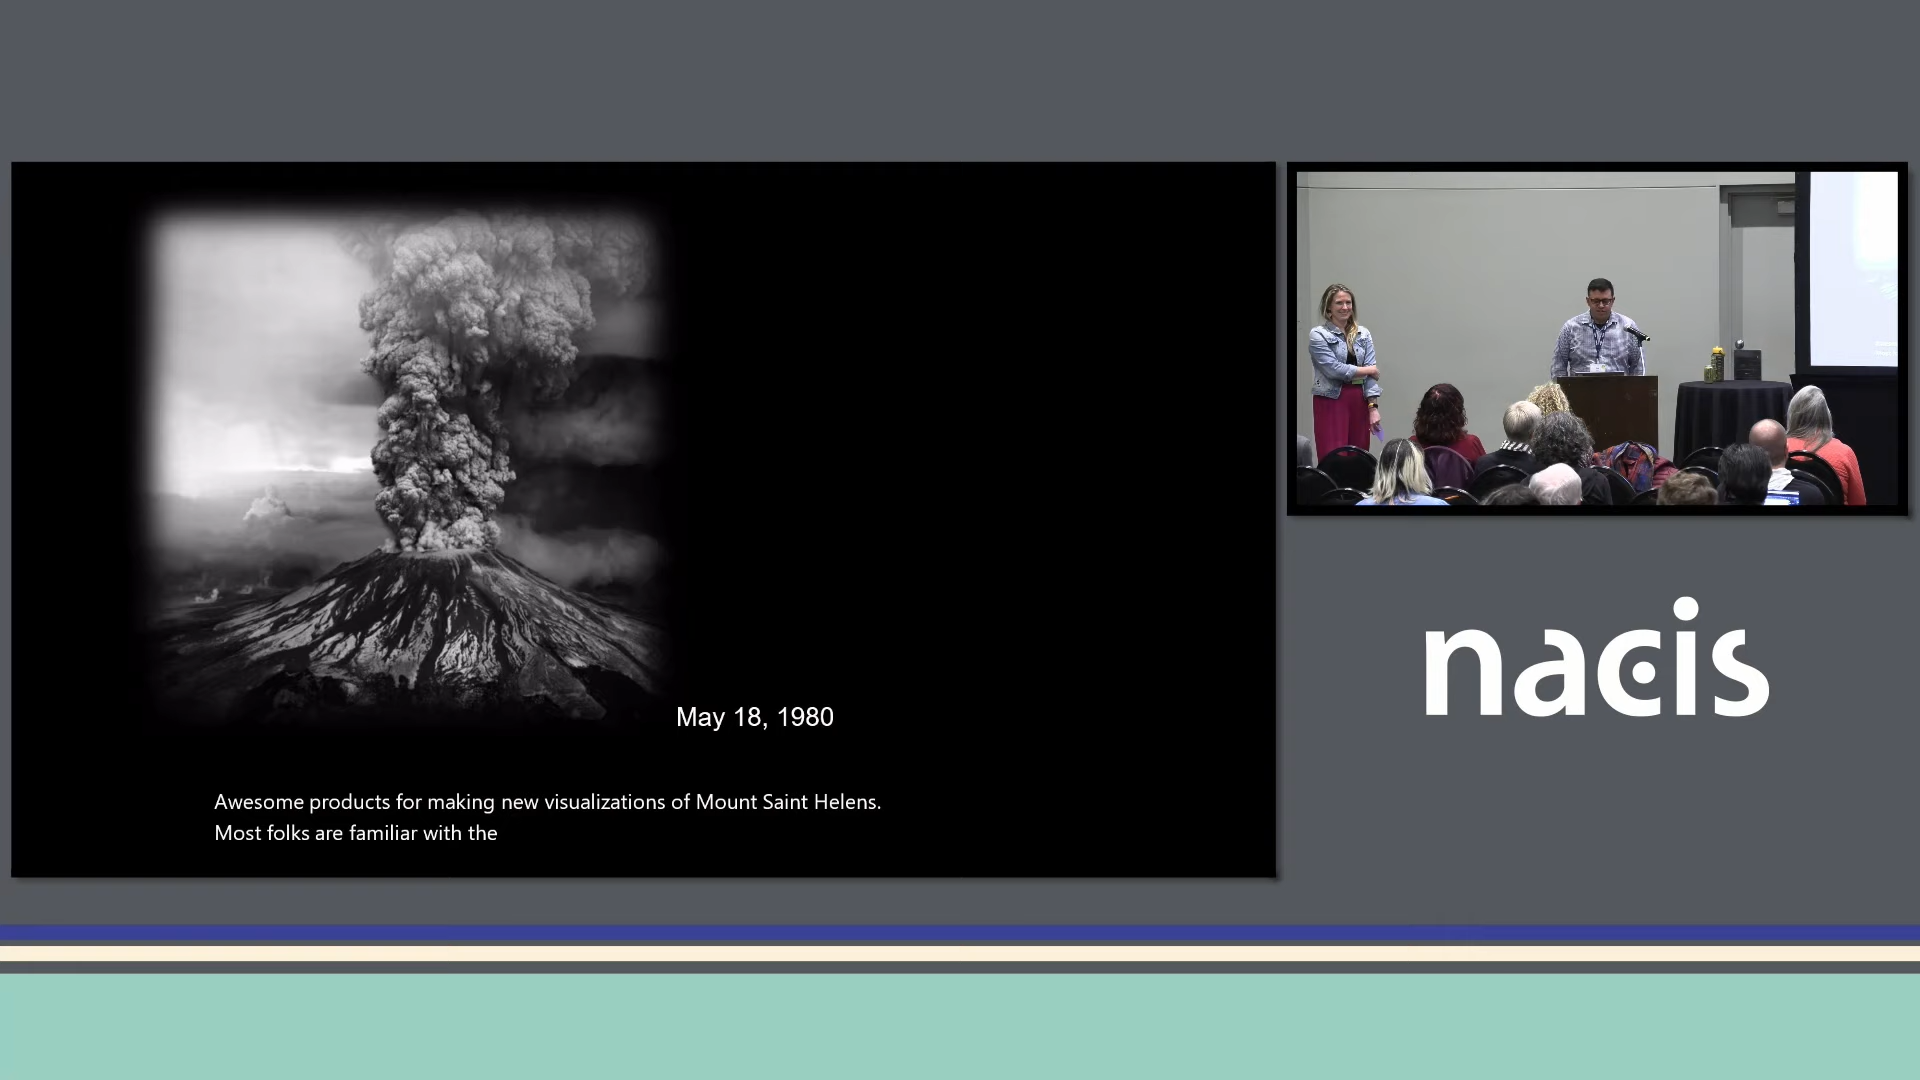 May 18, 1980
Awesome products for making new visualizations of Mount Saint Helens.
Most folks are familiar with the
nacis